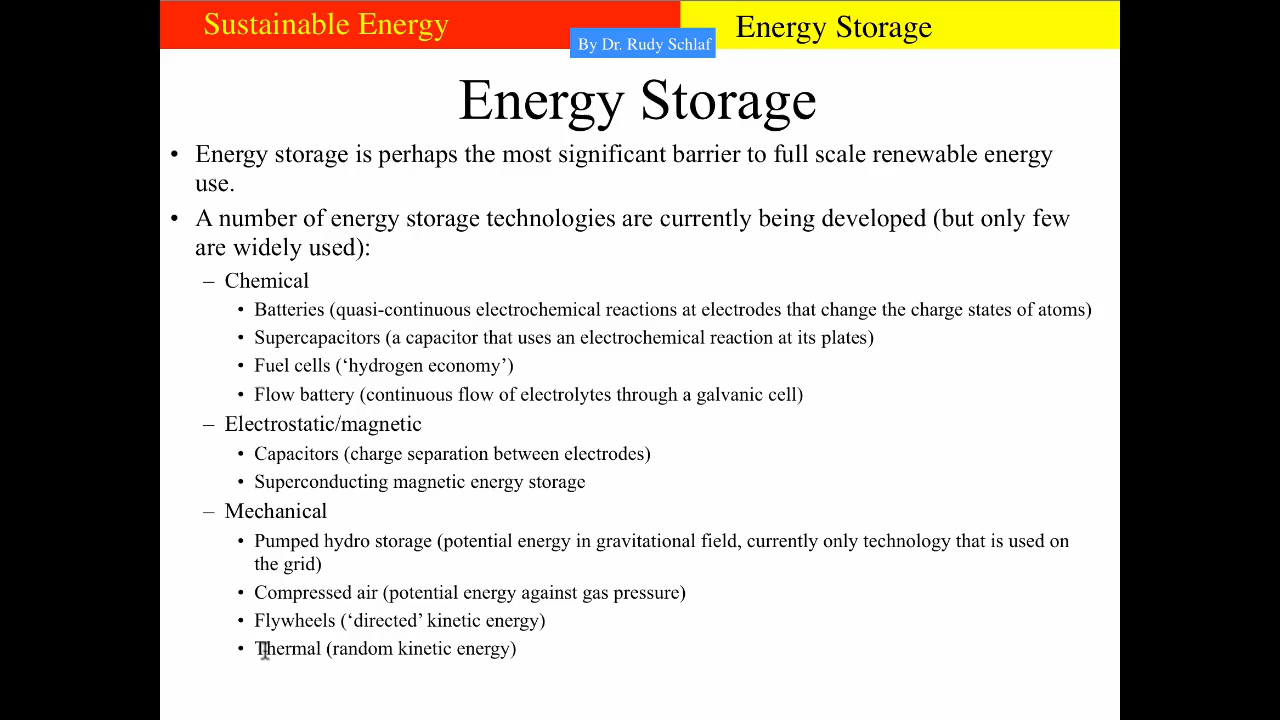 Sustainable Energy
Energy Storage
By Dr. Rudy Schlaf
Energy Storage
• Energy storage is perhaps the most significant barrier to full scale renewable energy
use.
• A number of energy storage technologies are currently being developed (but only few
are widely used):
– Chemical
• Batteries (quasi-continuous electrochemical reactions at electrodes that change the charge states of atoms)
• Supercapacitors (a capacitor that uses an electrochemical reaction at its plates)
• Fuel cells (‘hydrogen economy’)
• Flow battery (continuous flow of electrolytes through a galvanic cell)
– Electrostatic/magnetic
• Capacitors (charge separation between electrodes)
• Superconducting magnetic energy storage
– Mechanical
• Pumped hydro storage (potential energy in gravitational field, currently only technology that is used on
the grid)
• Compressed air (potential energy against gas pressure)
• Flywheels (‘directed’ kinetic energy)
• Thermal (random kinetic energy)